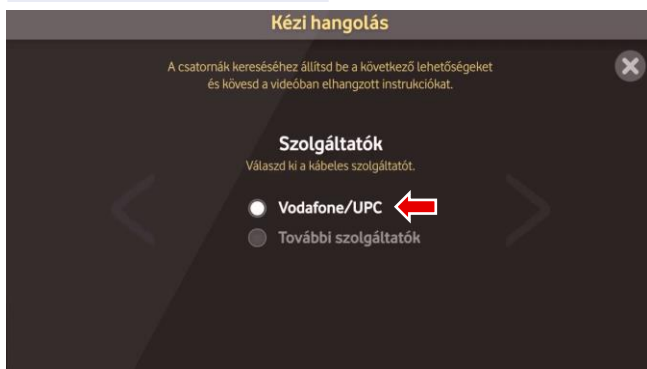 Kézi hangolás
A csatornák kereséséhez állítsd be a következő lehetőségeket
és kövesd a videóban elhangzott instrukciókat.
Szolgáltatók
Válaszd ki a kábeles szolgáltatót.
Vodafone/UPC
További szolgáltatók